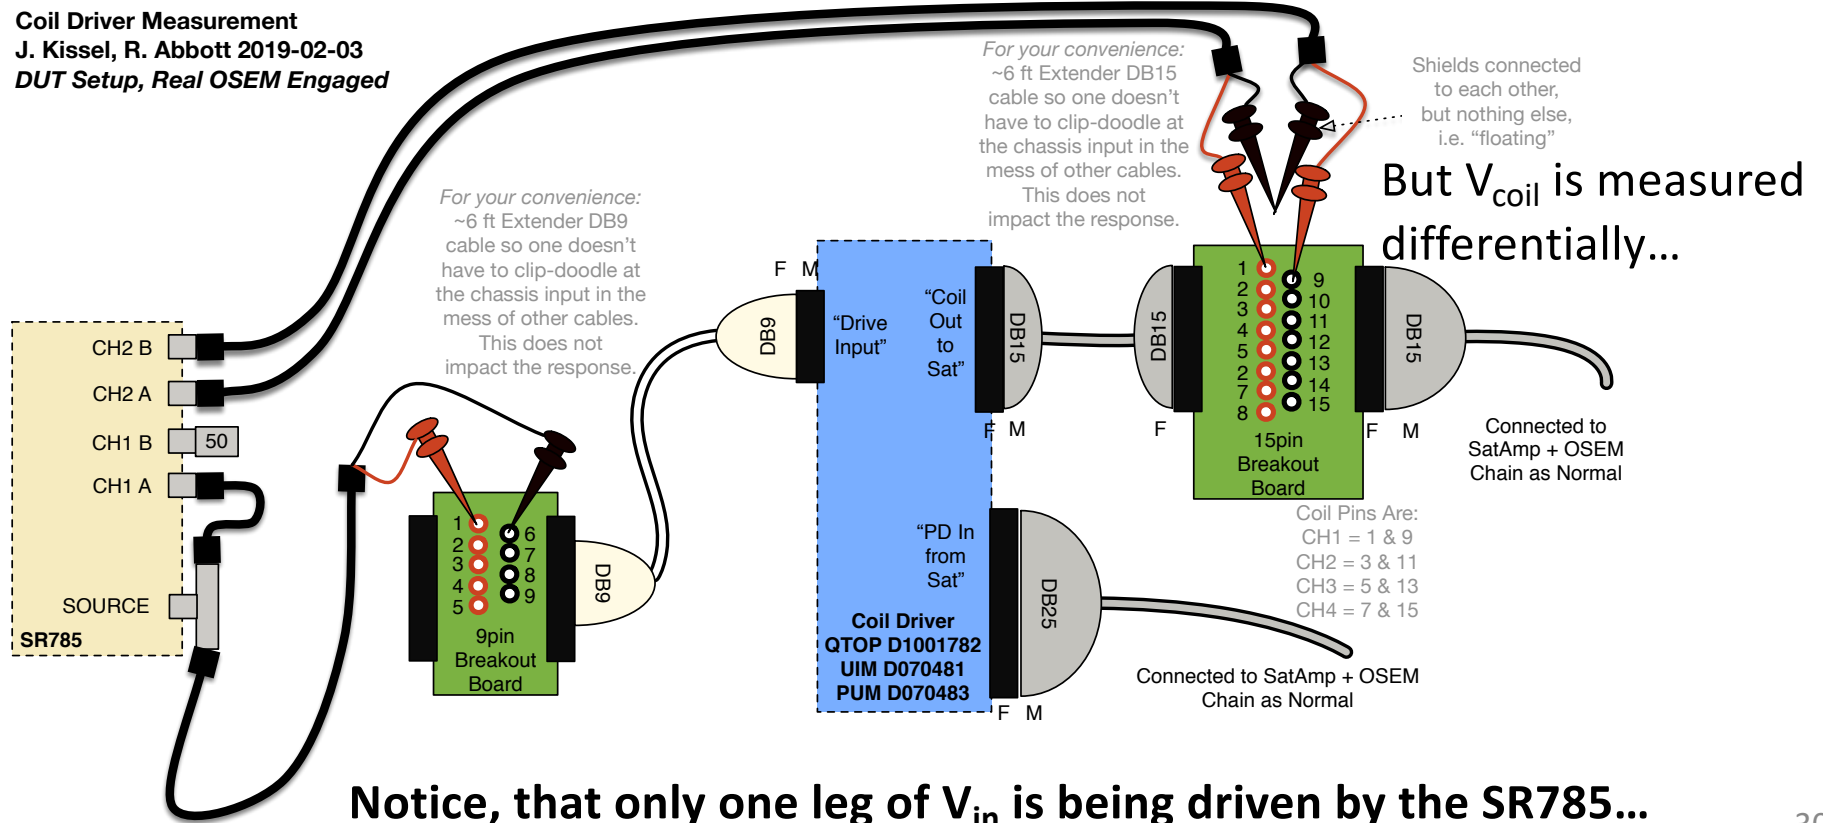 Coil Driver Measurement
J. Kissel, R. Abbott 2019-02-03
DUT Setup, Real OSEM Engaged
For your convenience:
~6 ft Extender DB15
cable so one doesn't
have to clip-doodle at
the chassis input in the
mess of other cables.
This does not
impact the response.
Shields connected
to each other,
but nothing else,
i.e. "floating"
But Vcoil is measured
differentially...
For your convenience:
~6 ft Extender DB9
cable so one doesn't
have to clip-doodle at
the chassis input in the
mess of other cables.
This does not
impact the response.
CH2 B
CH2 A
CH1 B
50
CH1 A
SOURCE
SR785
1
2
3
4
5
6
7
8
9
9pin
Breakout
Board
DB9
DB9
F M
"Drive
Input"
"Coil
Out
to
Sat"
DB15
F M
"PD In
from
Sat"
DB25
F M
Coil Driver
QTOP D1001782
UIM D070481
PUM D070483
DB15
F
1
2
3
4
5
2
7
8
9
10
11
12
13
14
15
15pin
Breakout
Board
DB15
F M
Connected to
SatAmp + OSEM
Chain as Normal
Coil Pins Are:
CH1 = 1 & 9
CH2 = 3 & 11
CH3 = 5 & 13
CH4 = 7 & 15
Connected to SatAmp + OSEM
Chain as Normal
Notice, that only one leg of Vin is being driven by the SR785...